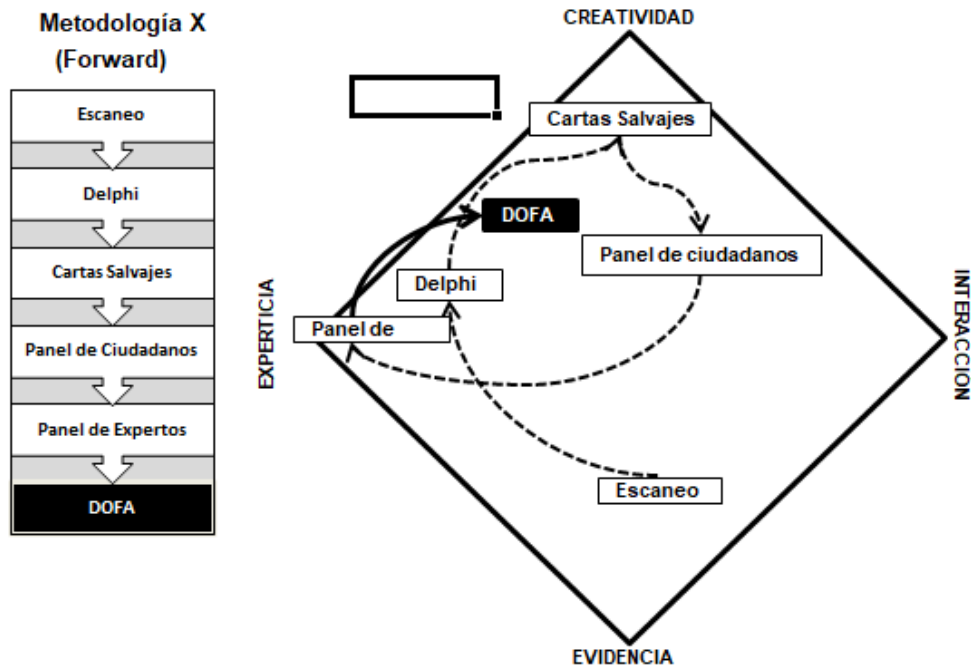 Metodología X
(Forward)
Escaneo
Delphi
Cartas Salvajes
Panel de Ciudadanos
Panel de Expertos
DOFA
CREATIVIDAD
Cartas Salvajes
DOFA
Panel de ciudadanos
Delphi
Panel de
Escaneo
EXPERTICIA
INTERACCION
EVIDENCIA